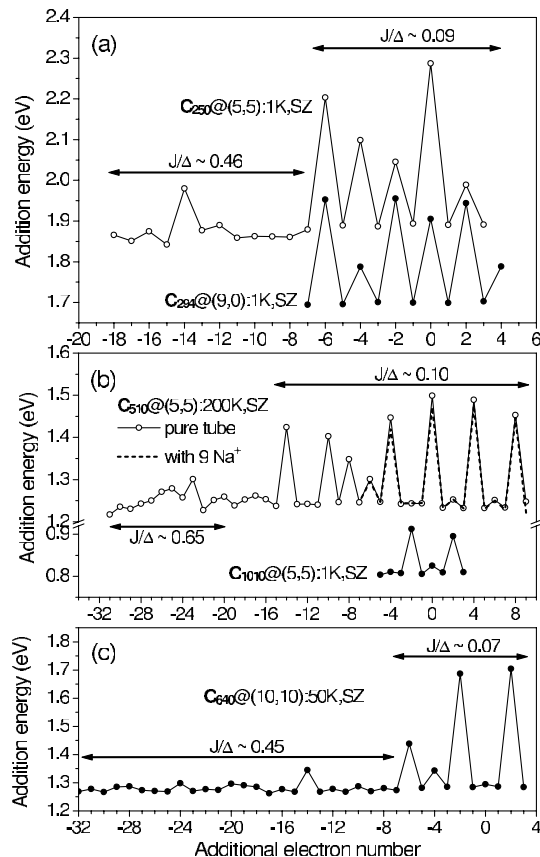 (a)
J/Δ ~ 0.09
C250@(5,5):1K,SZ
J/Δ ~ 0.46
C294@(9,0):1K,SZ
Addition energy (eV)
2.4
2.3
2.2
2.1
2.0
1.9
1.8
1.7
1.6
-20 -18 -16 -14 -12 -10 -8 -6 -4 -2 0 2 4 6
(b)
J/Δ ~ 0.10
C510@(5,5):200K,SZ
pure tube
with 9 Na+
J/Δ ~ 0.65
C1010@(5,5):1K,SZ
Addition energy (eV)
1.6
1.5
1.4
1.3
1.2
0.9
0.8
-32 -28 -24 -20 -16 -12 -8 -4 0 4 8
(c)
J/Δ ~ 0.07
C640@(10,10):50K,SZ
J/Δ ~ 0.45
Addition energy (eV)
1.8
1.7
1.6
1.5
1.4
1.3
1.2
-32 -28 -24 -20 -16 -12 -8 -4 0 4
Additional electron number